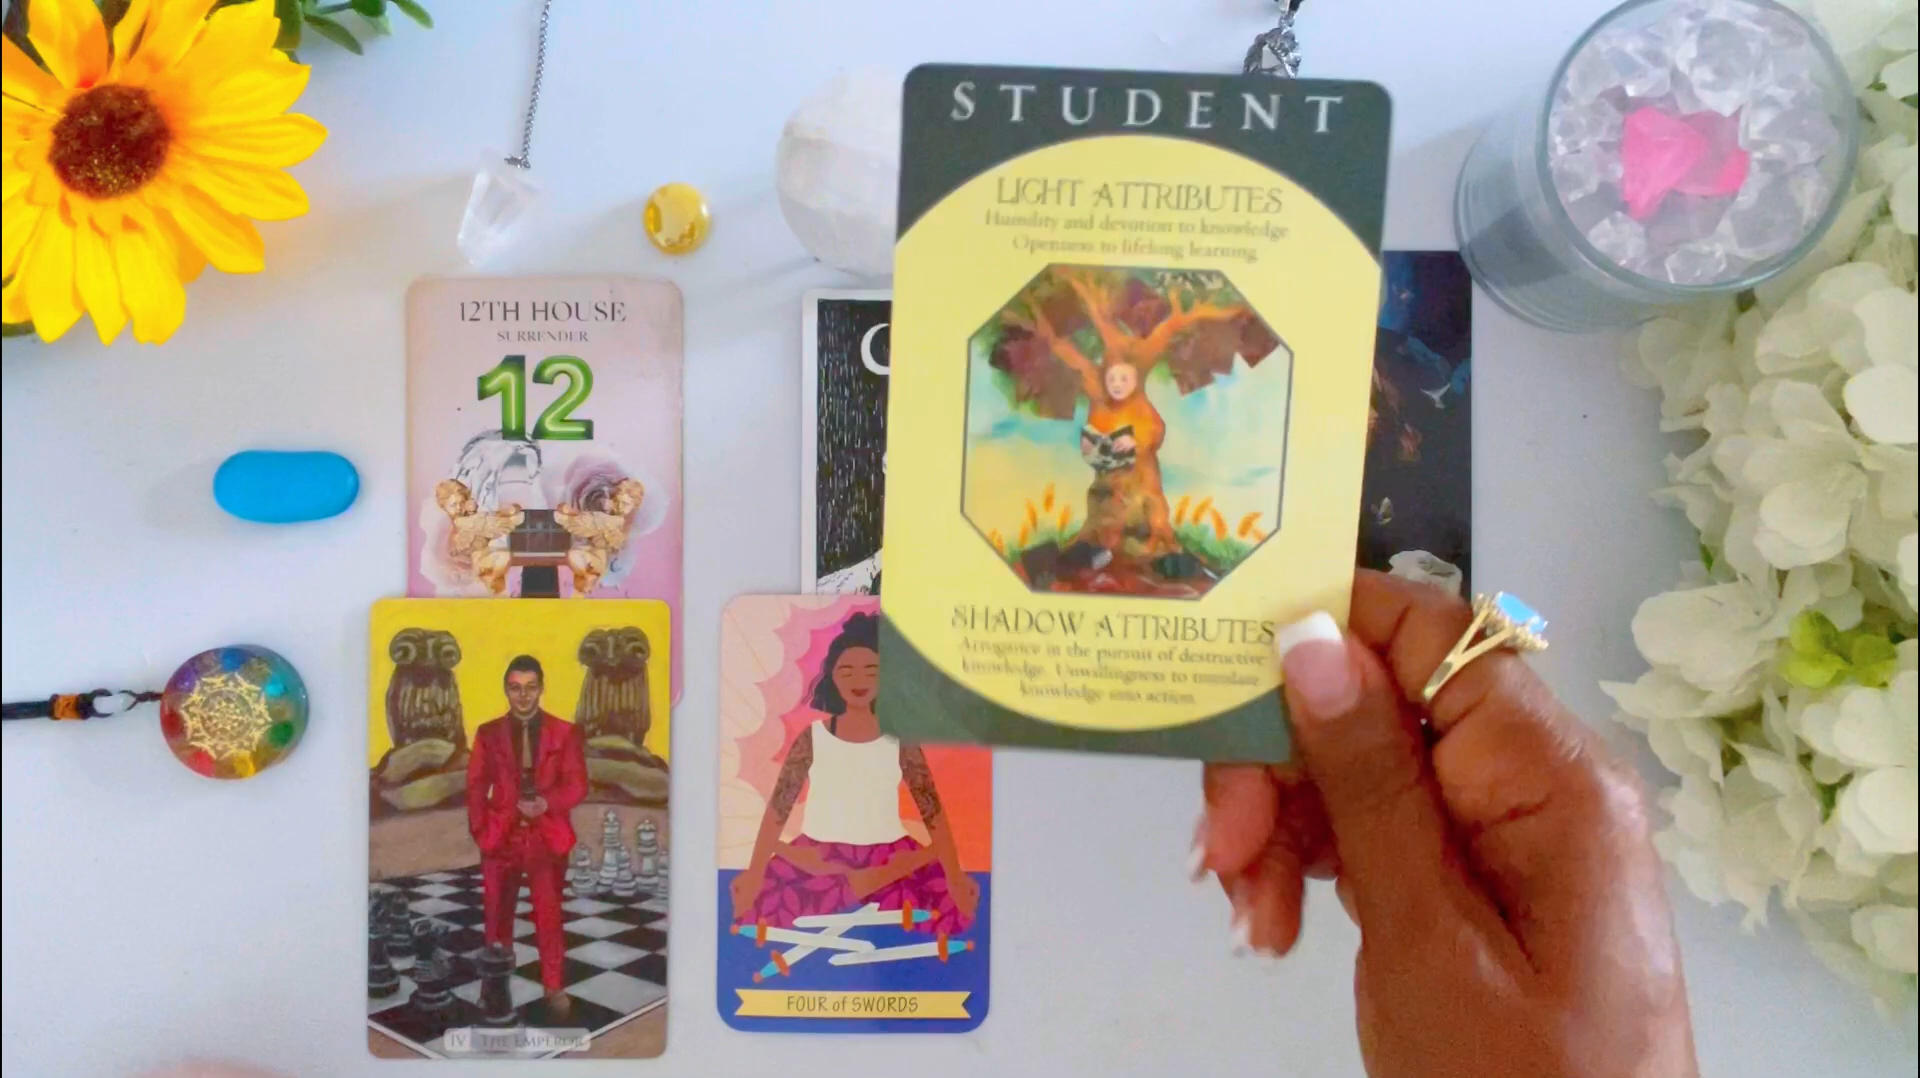 STUDENT
LIGHT ATTRIBUTES
Humility and devotion to knowledge
Openness to lifelong learning
SHADOW ATTRIBUTES
Arrogance in the pursuit of destructive
knowledge. Unwillingness to translate
knowledge into action.
12TH HOUSE
SURRENDER
12
C
IV THE EMPEROR
FOUR of SWORDS